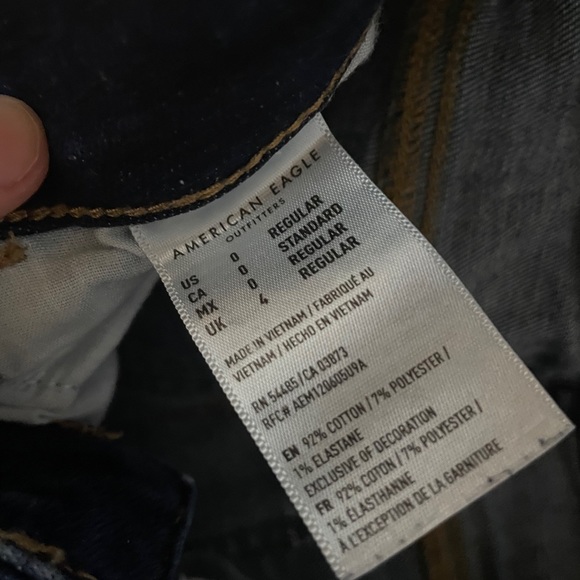 AMERICAN EAGLE
OUTFITTERS
US 0 REGULAR
CA 0 STANDARD
MX 0 REGULAR
UK 4 REGULAR
MADE IN VIETNAM / FABRIQUÉ AU
VIETNAM / HECHO EN VIETNAM
RN 54485 / CA 03873
RFC# AEM120605U9A
EN 92% COTTON / 7% POLYESTER /
1% ELASTANE
EXCLUSIVE OF DECORATION
FR: 92% COTON / 7% POLYESTER /
1% ÉLASTHANNE
À L'EXCEPTION DE LA GARNITURE